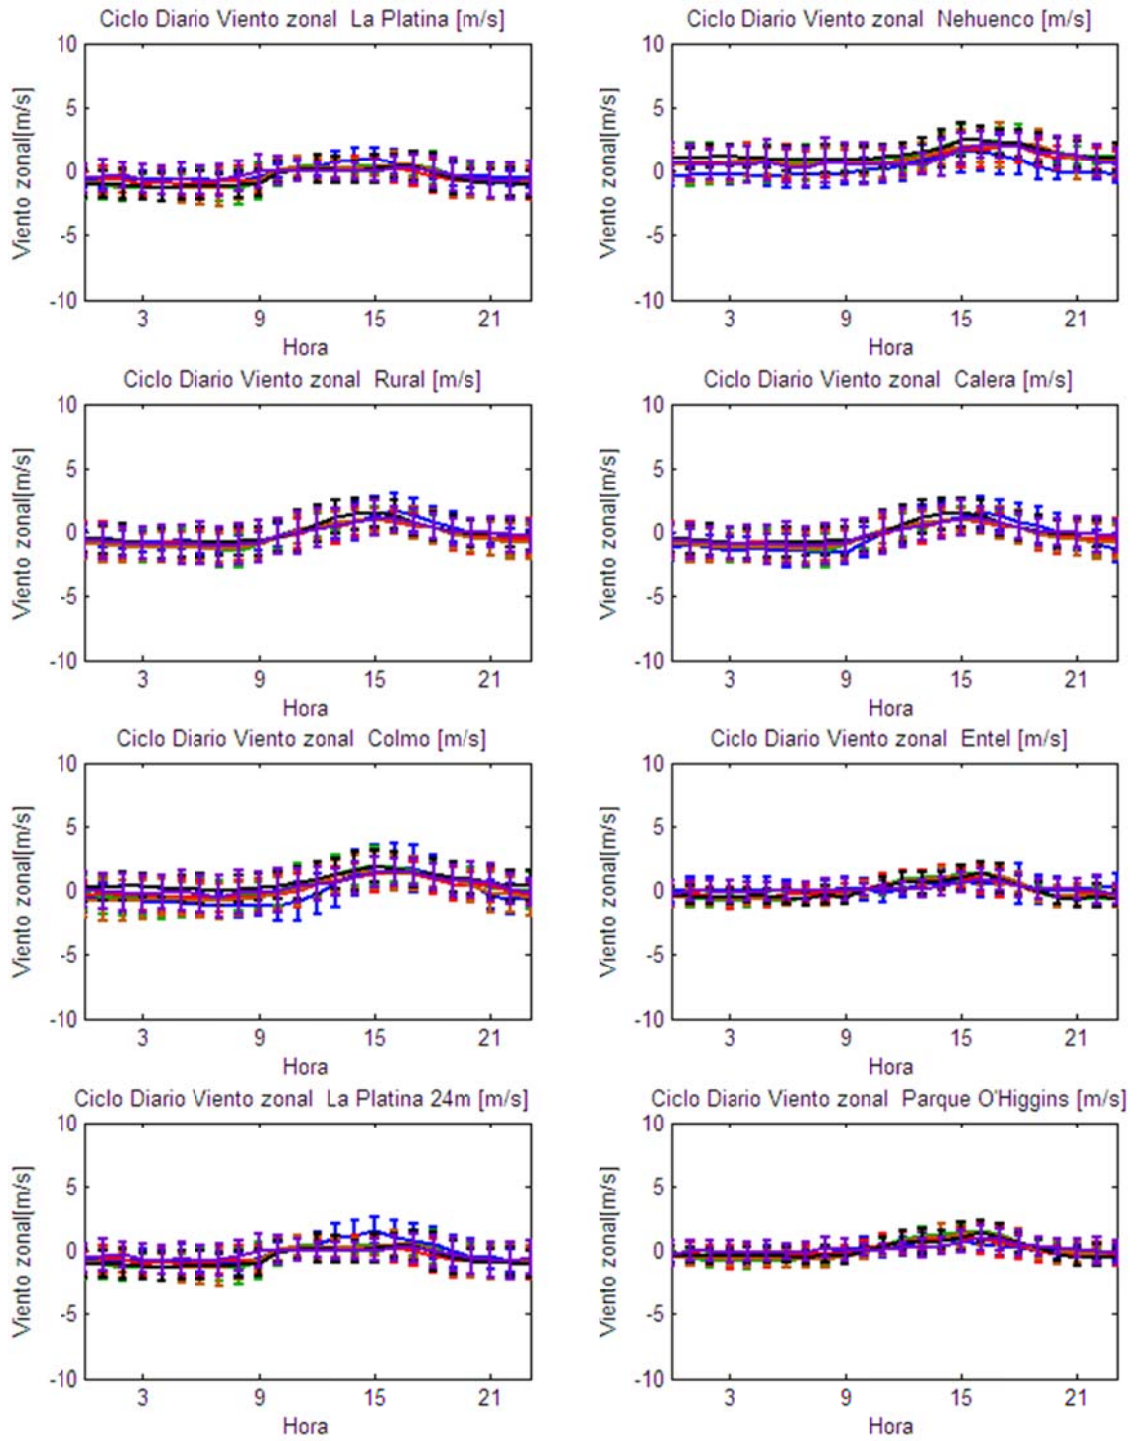 Ciclo Diario Viento zonal La Platina [m/s]
10
5
0
-5
-10
Viento zonal[m/s]
3 9 15 21
Hora
Ciclo Diario Viento zonal Nehuenco [m/s]
10
5
0
-5
-10
Viento zonal[m/s]
3 9 15 21
Hora
Ciclo Diario Viento zonal Rural [m/s]
10
5
0
-5
-10
Viento zonal[m/s]
3 9 15 21
Hora
Ciclo Diario Viento zonal Calera [m/s]
10
5
0
-5
-10
Viento zonal[m/s]
3 9 15 21
Hora
Ciclo Diario Viento zonal Colmo [m/s]
10
5
0
-5
-10
Viento zonal[m/s]
3 9 15 21
Hora
Ciclo Diario Viento zonal Entel [m/s]
10
5
0
-5
-10
Viento zonal[m/s]
3 9 15 21
Hora
Ciclo Diario Viento zonal La Platina 24m [m/s]
10
5
0
-5
-10
Viento zonal[m/s]
3 9 15 21
Hora
Ciclo Diario Viento zonal Parque O'Higgins [m/s]
10
5
0
-5
-10
Viento zonal[m/s]
3 9 15 21
Hora